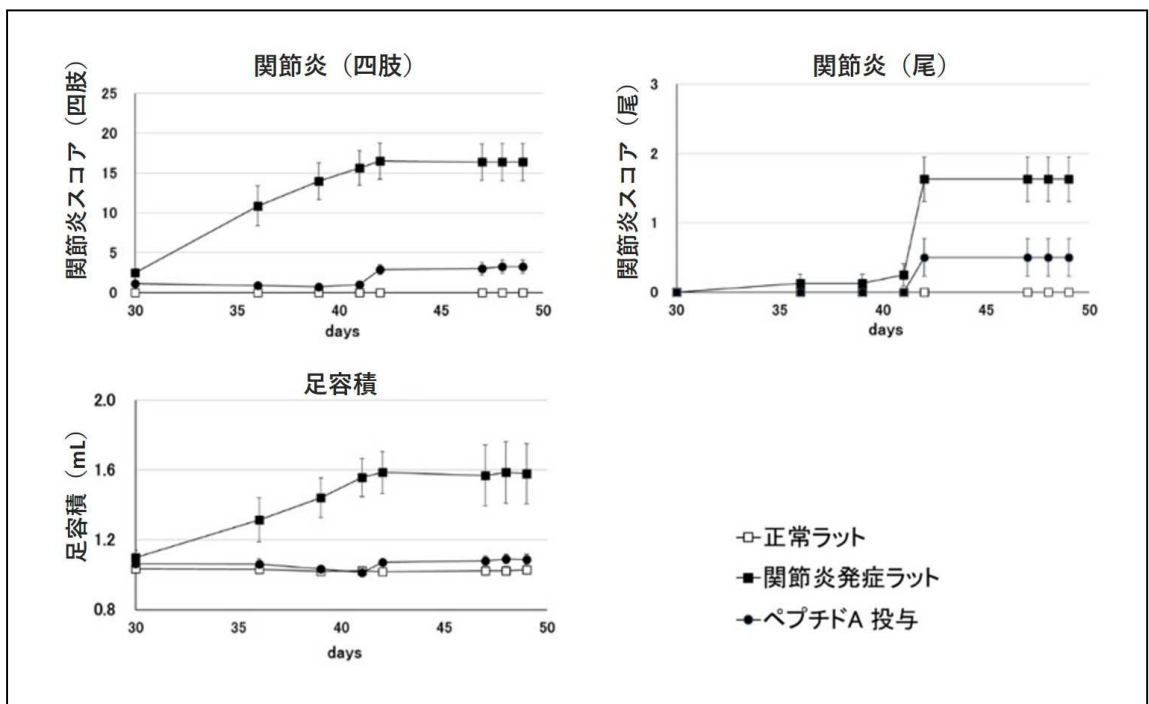 関節炎（四肢）
関節炎スコア（四肢）
25
20
15
10
5
0
30 35 40 45 50
days
関節炎（尾）
関節炎スコア（尾）
3
2
1
0
30 35 40 45 50
days
足容積
足容積（mL）
2.0
1.6
1.2
0.8
30 35 40 45 50
days
正常ラット
関節炎発症ラット
ペプチドA 投与